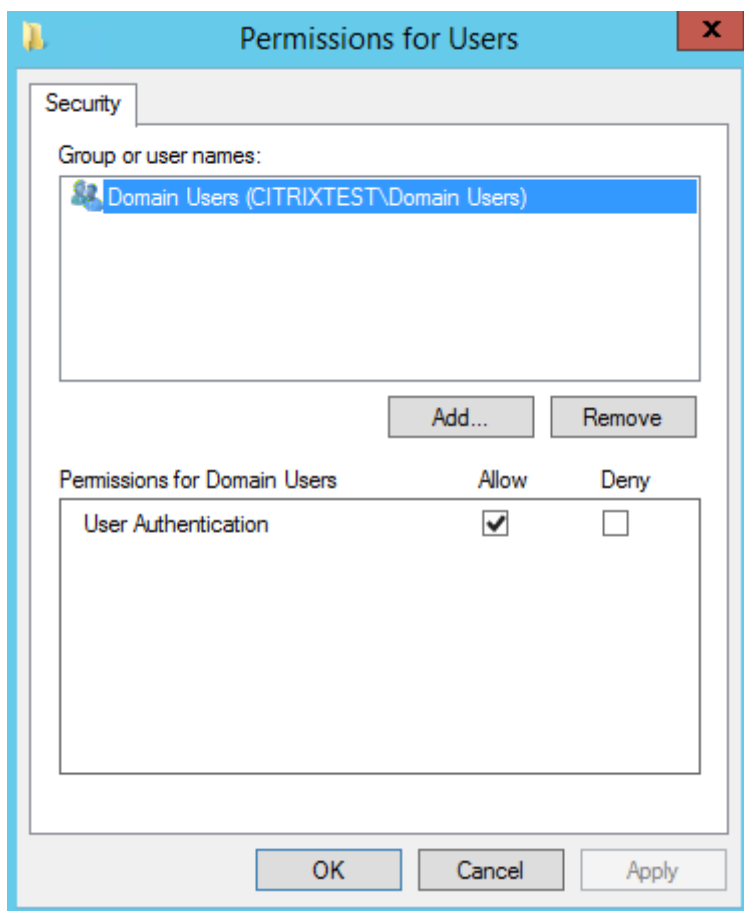 Permissions for Users
x
Security
Group or user names:
Domain Users (CITRIXTEST\Domain Users)
Add... Remove
Permissions for Domain Users Allow Deny
User Authentication
OK Cancel Apply